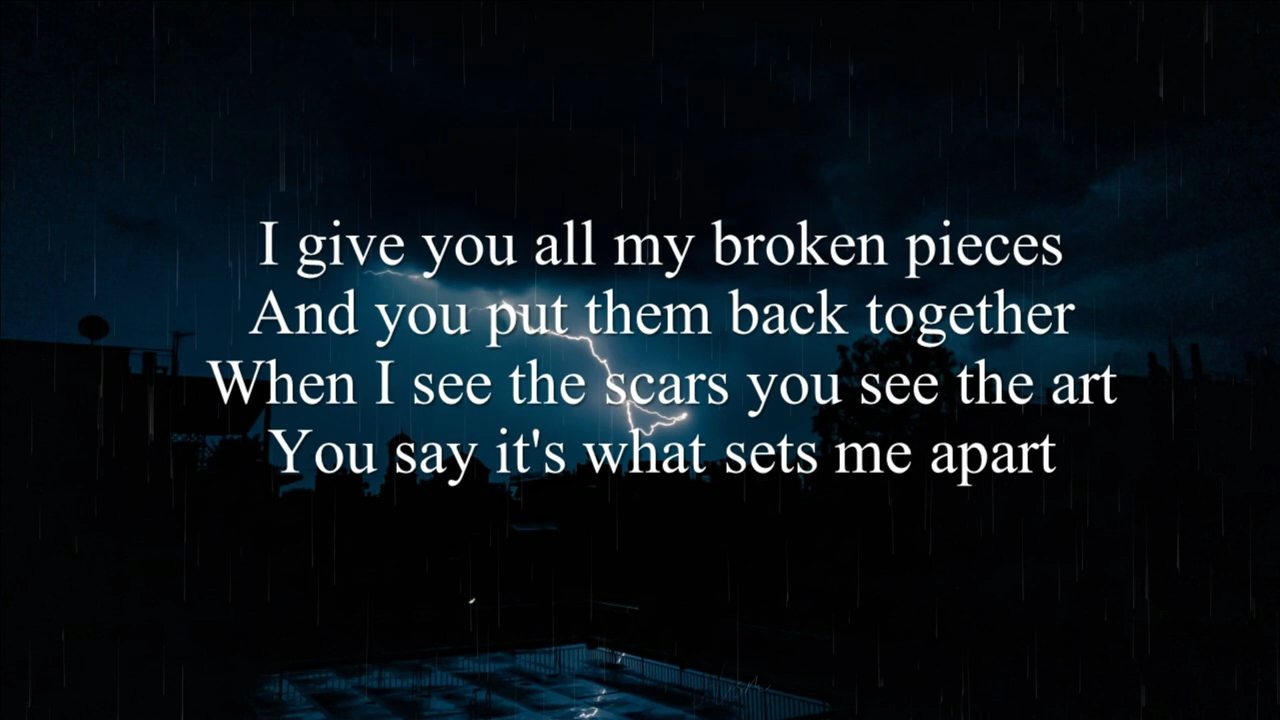 I give you all my broken pieces
And you put them back together
When I see the scars you see the art
You say it's what sets me apart